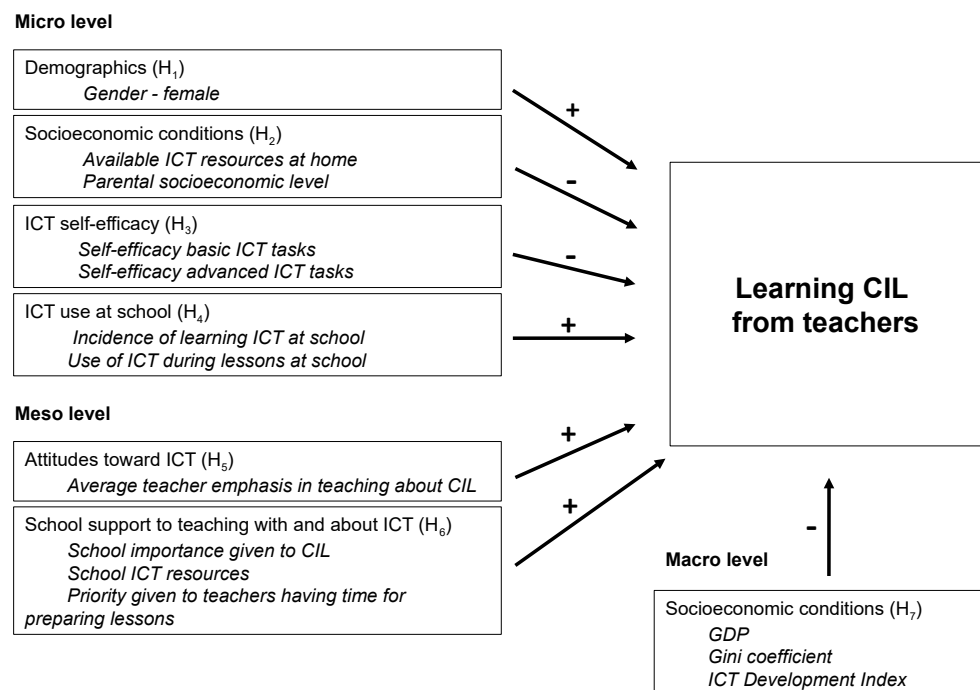 Micro level
Demographics (H₁)
Gender - female
+
Socioeconomic conditions (H₂)
Available ICT resources at home
Parental socioeconomic level
-
ICT self-efficacy (H₃)
Self-efficacy basic ICT tasks
Self-efficacy advanced ICT tasks
-
ICT use at school (H₄)
Incidence of learning ICT at school
Use of ICT during lessons at school
+
Learning CIL
from teachers
Meso level
Attitudes toward ICT (H₅)
Average teacher emphasis in teaching about CIL
+
School support to teaching with and about ICT (H₆)
School importance given to CIL
School ICT resources
Priority given to teachers having time for
preparing lessons
+
-
Macro level
Socioeconomic conditions (H₇)
GDP
Gini coefficient
ICT Development Index